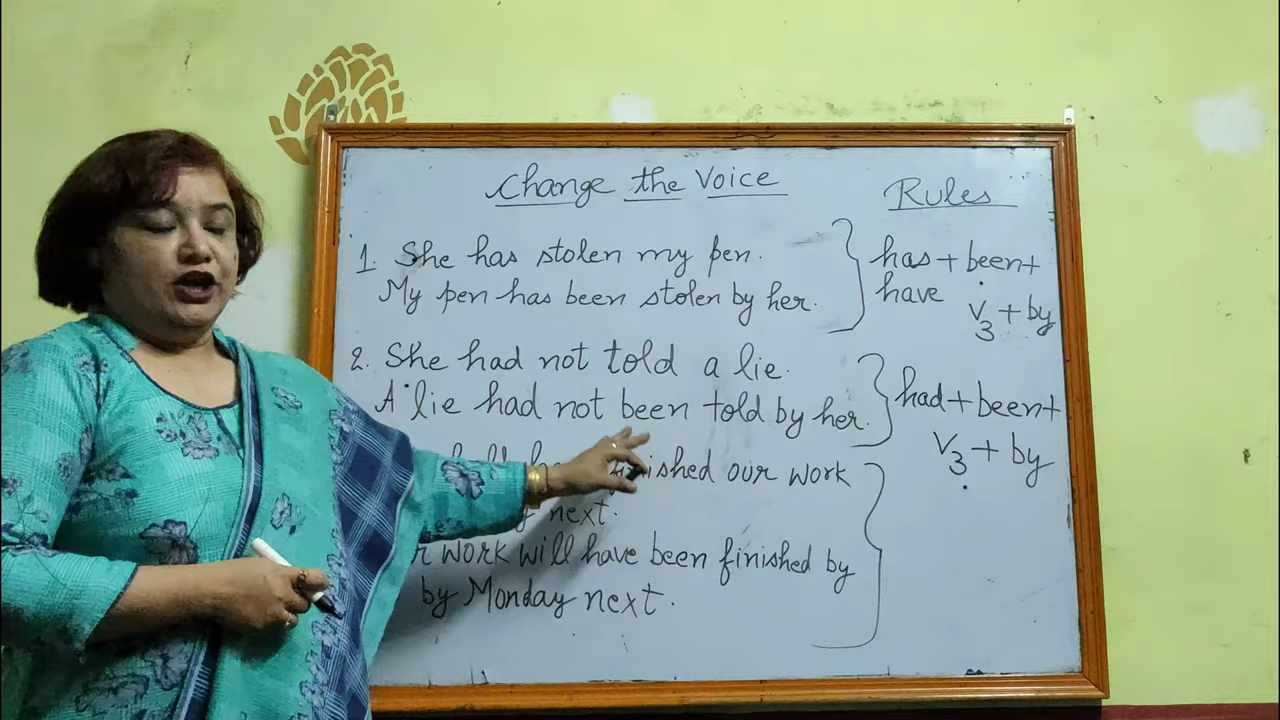 Change the Voice
Rules
1. She has stolen my pen.
My pen has been stolen by her.
has + been +
have
V3 + by
2. She had not told a lie.
A lie had not been told by her.
had + been +
V3 + by
finished our work
next.
work will have been finished by
by Monday next.